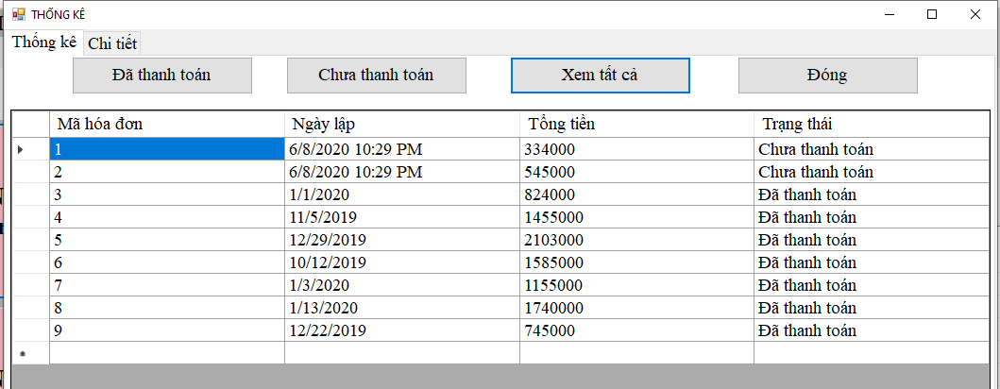 THỐNG KÊ
Thống kê Chi tiết
Đã thanh toán Chưa thanh toán Xem tất cả Đóng
Mã hóa đơn Ngày lập Tổng tiền Trạng thái
1 6/8/2020 10:29 PM 334000 Chưa thanh toán
2 6/8/2020 10:29 PM 545000 Chưa thanh toán
3 1/1/2020 824000 Đã thanh toán
4 11/5/2019 1455000 Đã thanh toán
5 12/29/2019 2103000 Đã thanh toán
6 10/12/2019 1585000 Đã thanh toán
7 1/3/2020 1155000 Đã thanh toán
8 1/13/2020 1740000 Đã thanh toán
9 12/22/2019 745000 Đã thanh toán